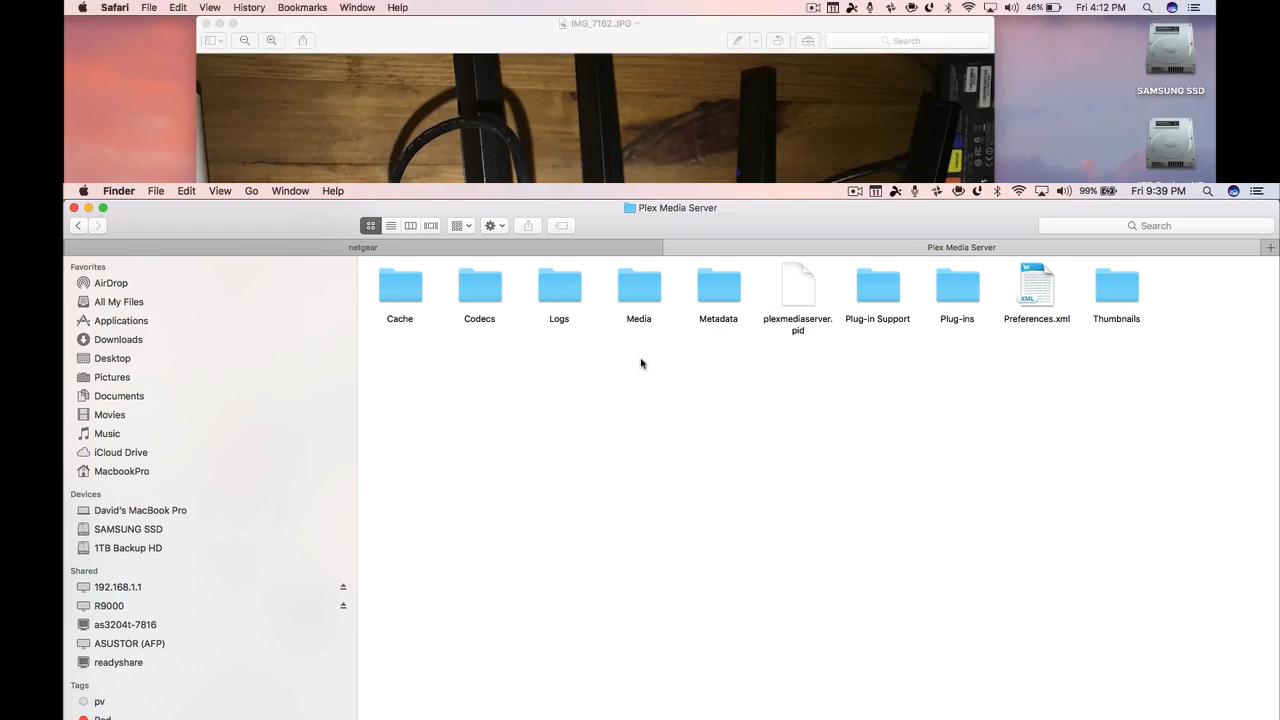 Safari File Edit View History Bookmarks Window Help 46% Fri 4:12 PM
IMG_7162.JPG
Search
SAMSUNG SSD
Finder File Edit View Go Window Help 99% Fri 9:39 PM
Plex Media Server
Search
netgear Plex Media Server
Favorites
AirDrop
All My Files
Applications
Downloads
Desktop
Pictures
Documents
Movies
Music
iCloud Drive
MacbookPro
Devices
David's MacBook Pro
SAMSUNG SSD
1TB Backup HD
Shared
192.168.1.1
R9000
as3204t-7816
ASUSTOR (AFP)
readyshare
Tags
pv
Cache Codecs Logs Media Metadata plexmediaserver.pid Plug-in Support Plug-ins Preferences.xml Thumbnails
XML